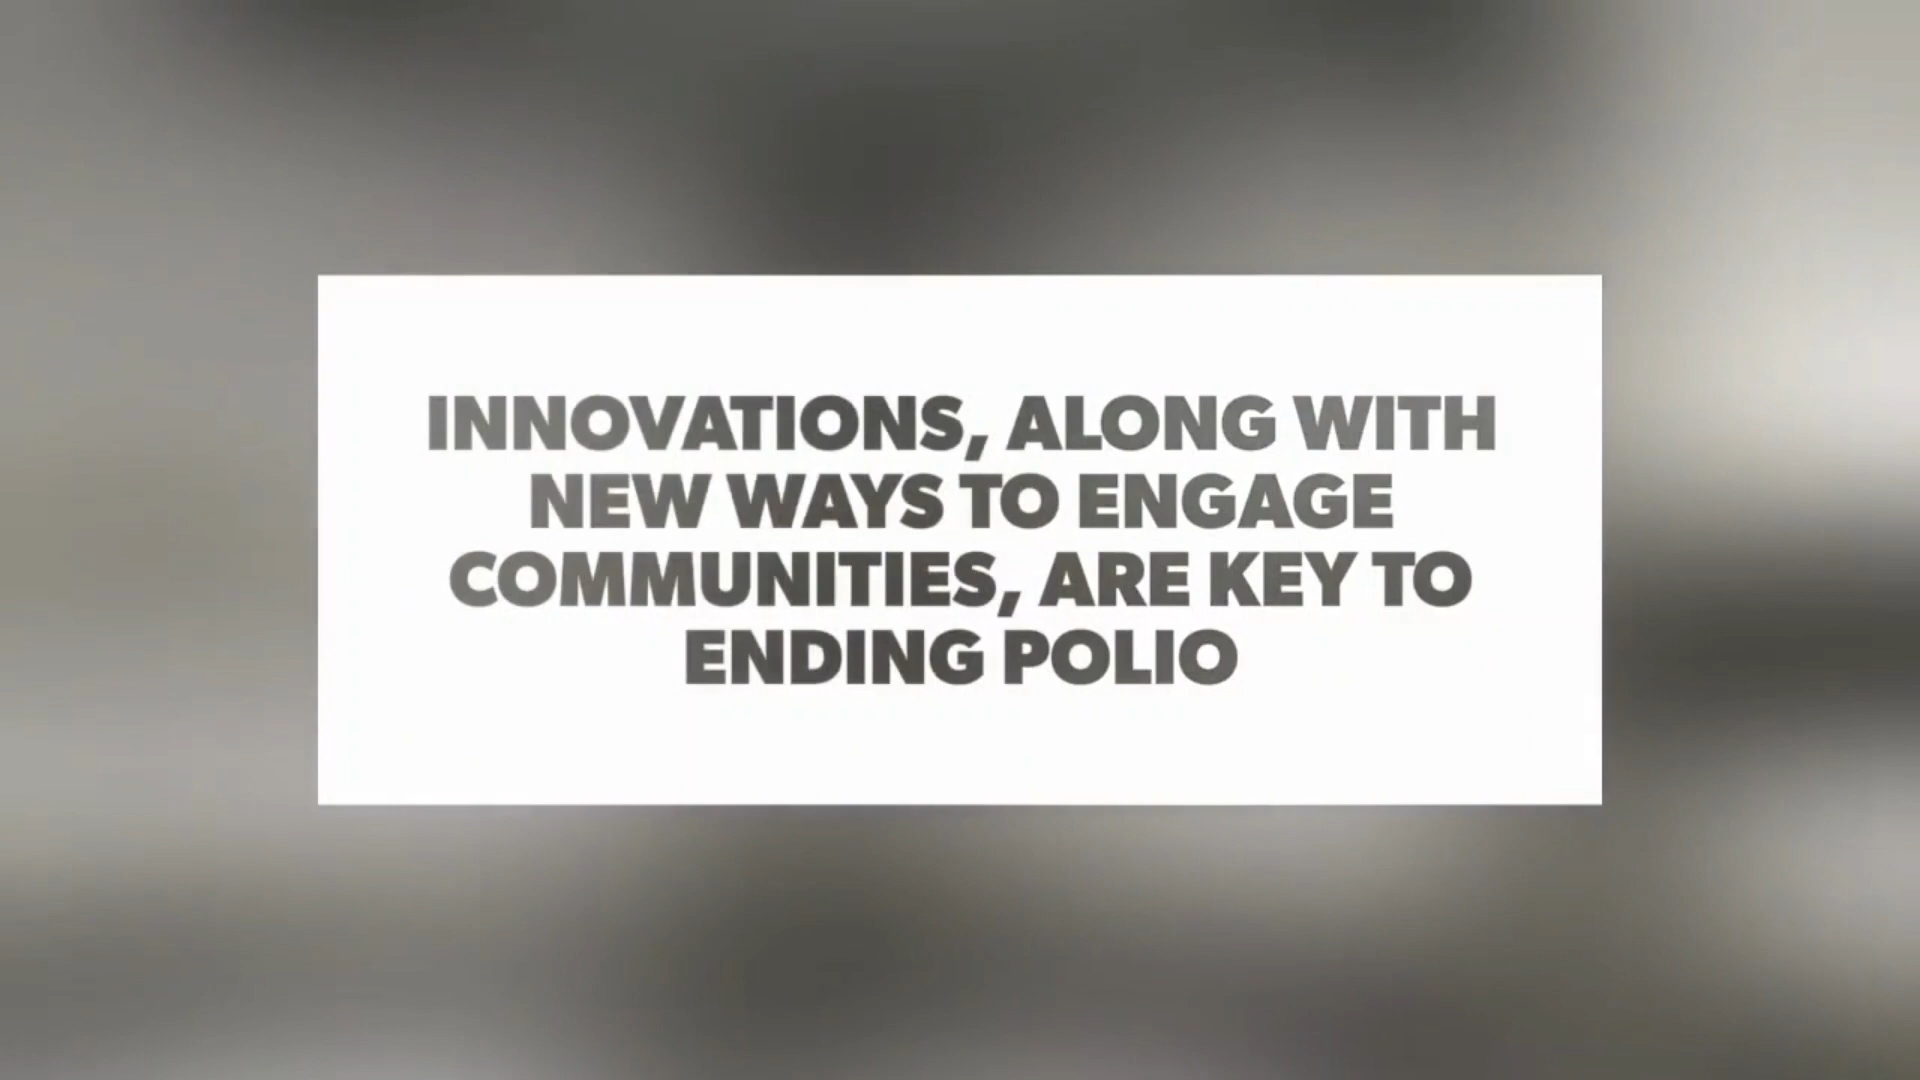 INNOVATIONS, ALONG WITH
NEW WAYS TO ENGAGE
COMMUNITIES, ARE KEY TO
ENDING POLIO